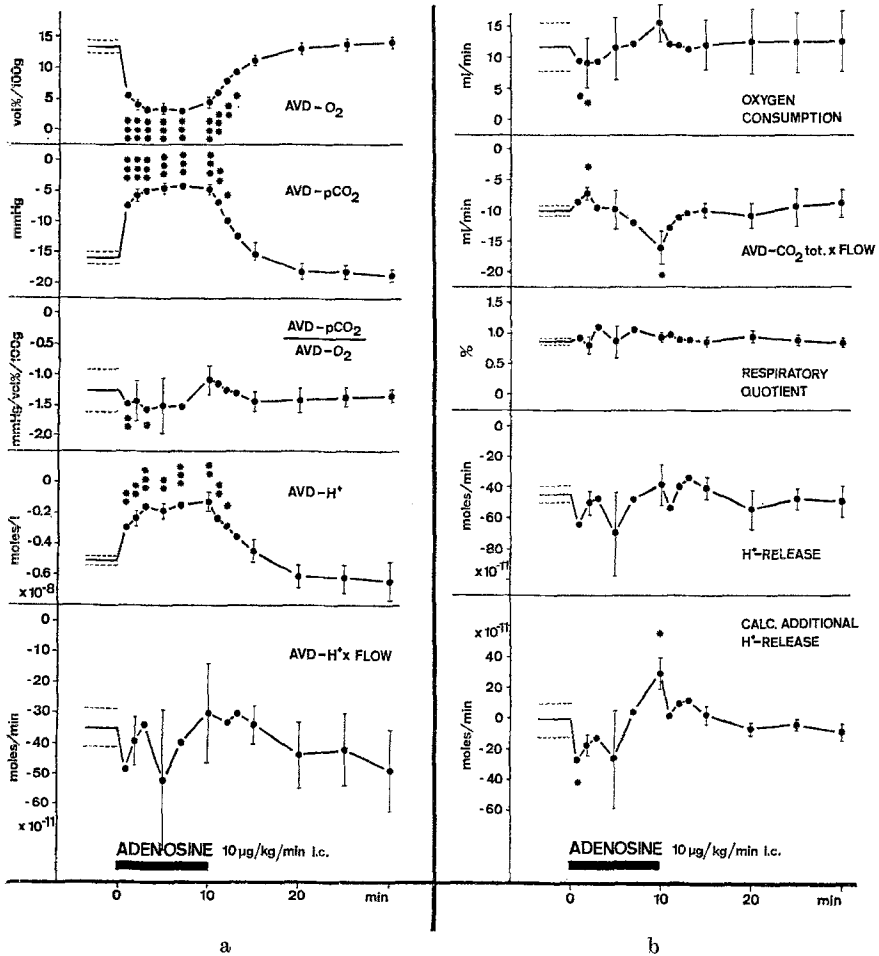 15
10
5
0
vol%/100g
AVD-O₂
0
-5
-10
-15
-20
mmHg
AVD-pCO₂
0
-0.5
-1.0
-1.5
-2.0
mmHg/vol%/100g
AVD-pCO₂
AVD-O₂
0
-0.2
-0.4
-0.6
x10⁻⁸
moles/l
AVD-H⁺
0
-20
-30
-40
-50
-60
x10⁻¹¹
moles/min
AVD-H⁺x FLOW
ADENOSINE 10µg/kg/min i.c.
0 10 20 min
a
15
10
5
0
ml/min
OXYGEN
CONSUMPTION
0
-5
-10
-15
-20
ml/min
AVD-CO₂ tot. x FLOW
1.5
1.0
0.5
0
%
RESPIRATORY
QUOTIENT
0
-20
-40
-60
-80
x10⁻¹¹
moles/min
H⁺-RELEASE
x10⁻¹¹
40
20
0
-20
-40
-60
moles/min
CALC. ADDITIONAL
H⁺-RELEASE
ADENOSINE 10µg/kg/min i.c.
0 10 20 min
b